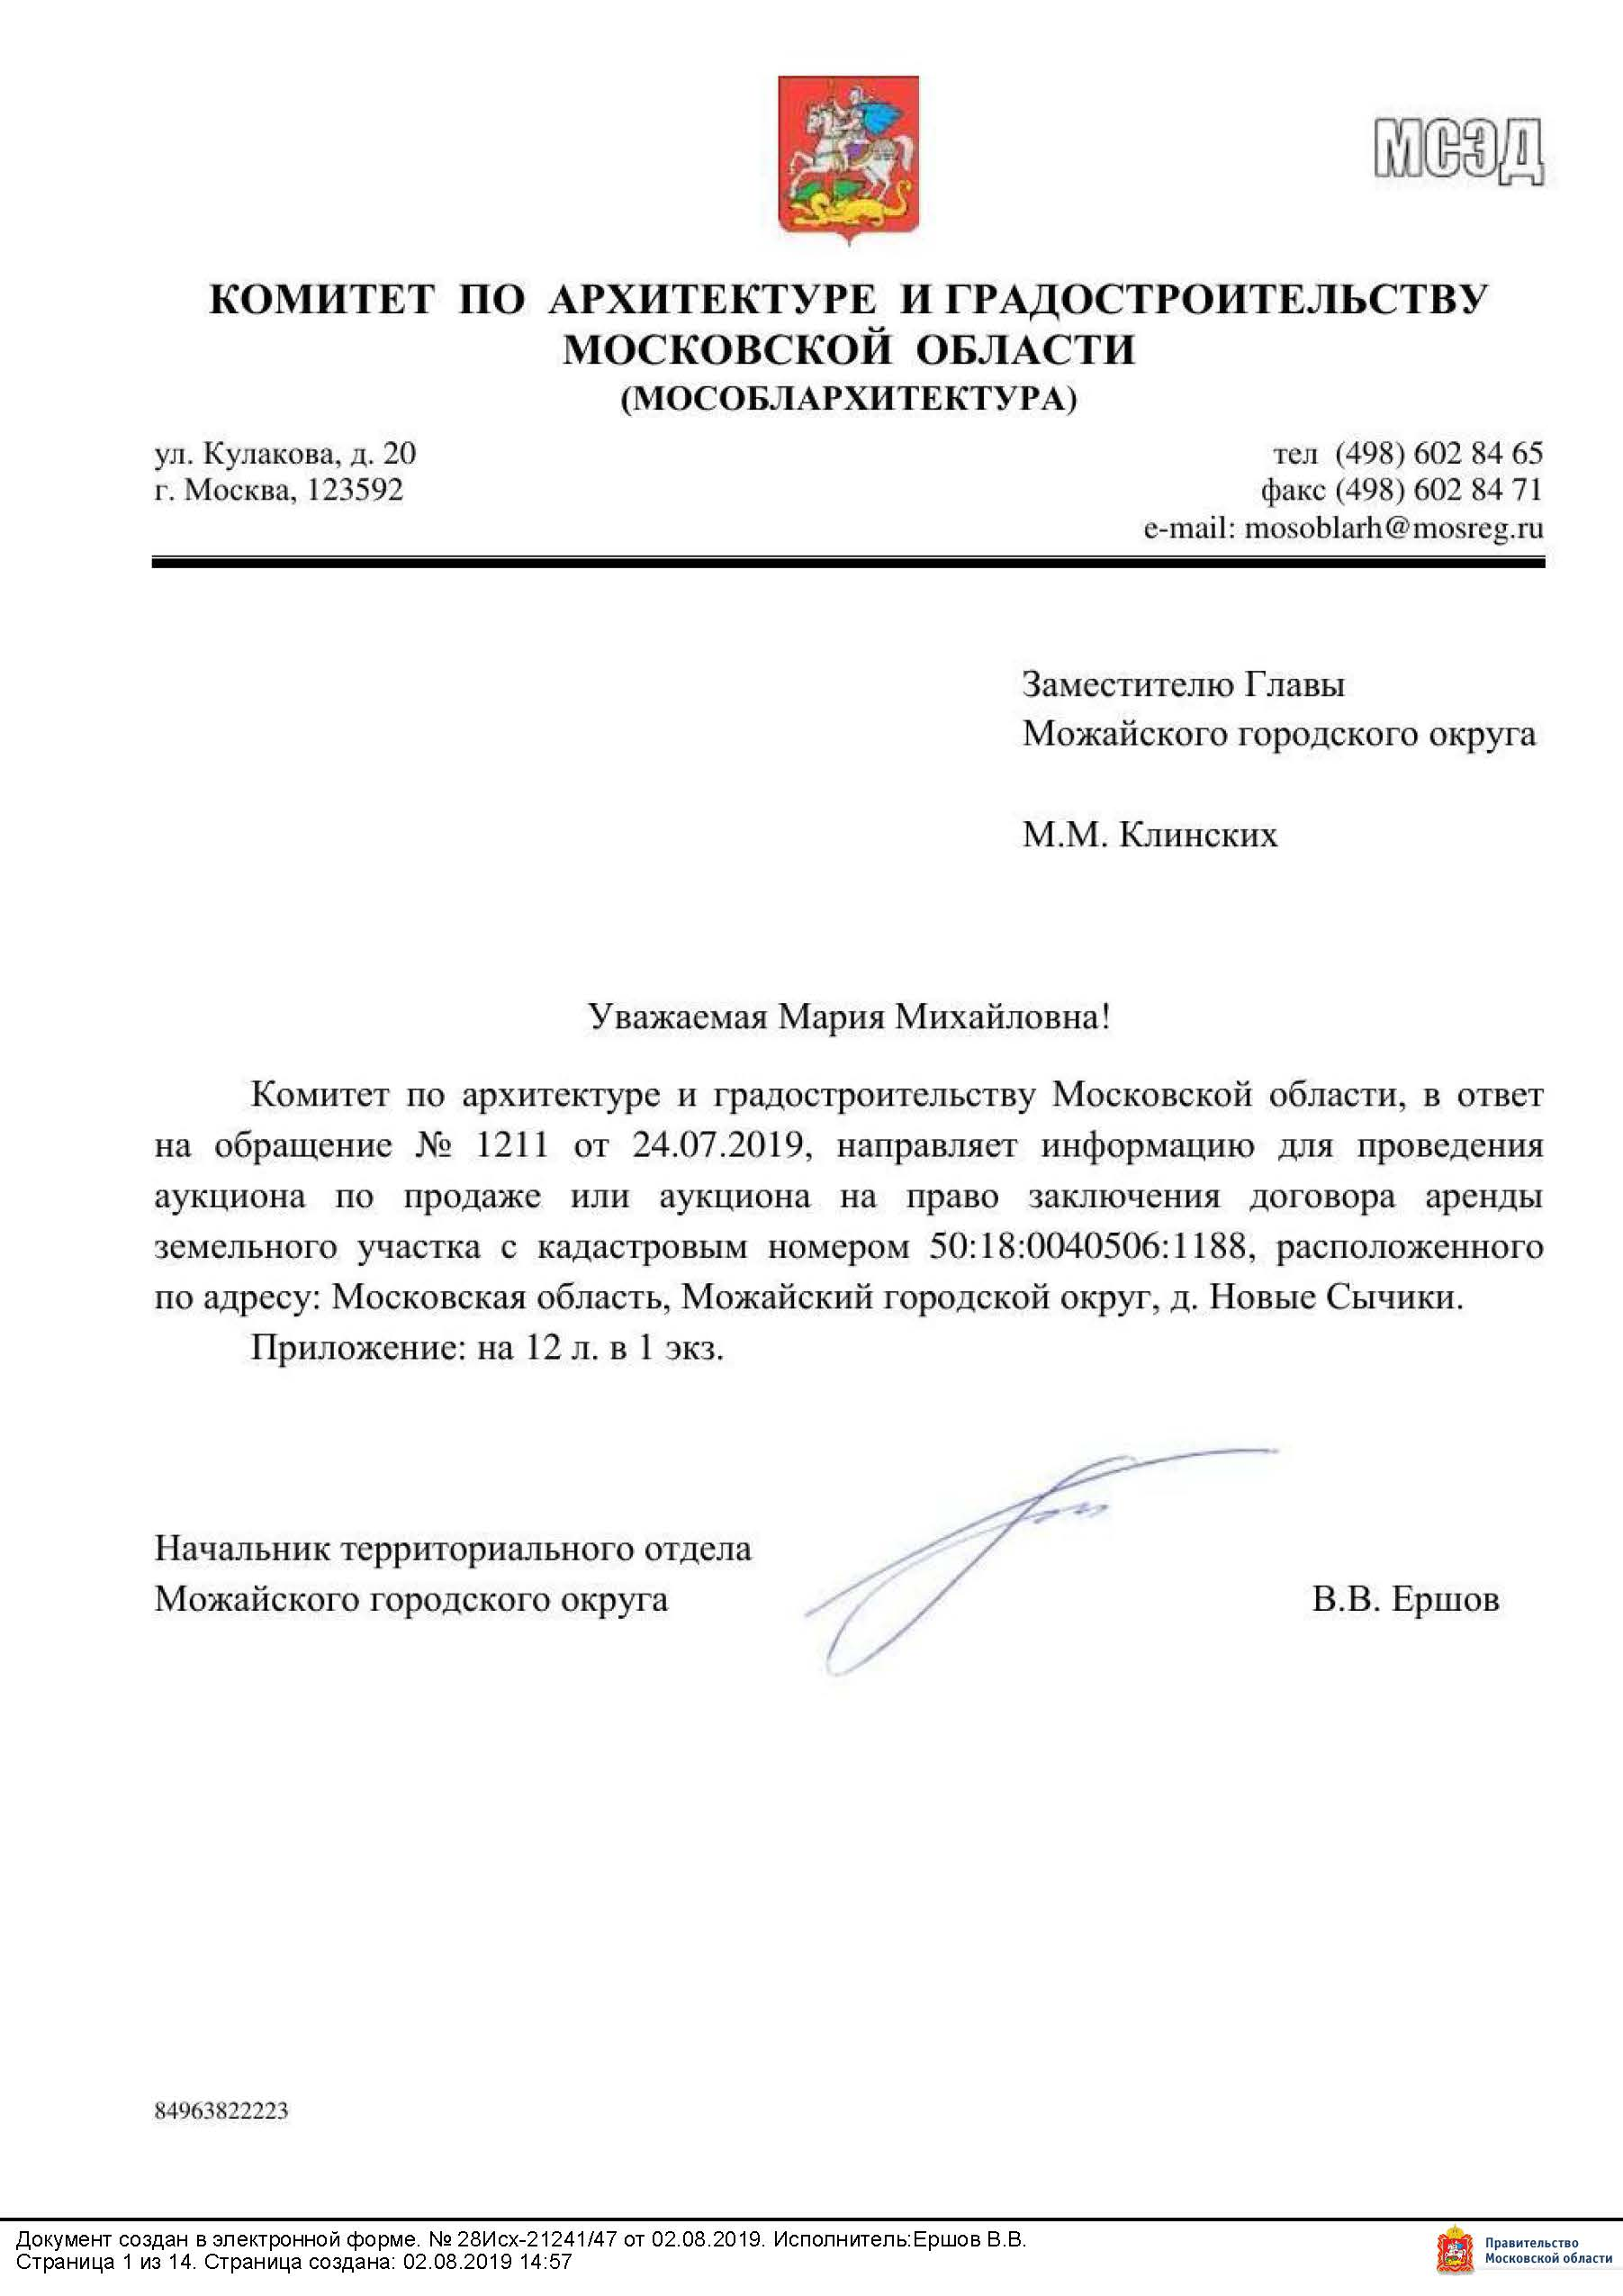 МСЭД
КОМИТЕТ ПО АРХИТЕКТУРЕ И ГРАДОСТРОИТЕЛЬСТВУ
МОСКОВСКОЙ ОБЛАСТИ
(МОСОБЛАРХИТЕКТУРА)
ул. Кулакова, д. 20
г. Москва, 123592
тел (498) 602 84 65
факс (498) 602 84 71
e-mail: mosoblarh@mosreg.ru
Заместителю Главы
Можайского городского округа
М.М. Клинских
Уважаемая Мария Михайловна!
Комитет по архитектуре и градостроительству Московской области, в ответ
на обращение № 1211 от 24.07.2019, направляет информацию для проведения
аукциона по продаже или аукциона на право заключения договора аренды
земельного участка с кадастровым номером 50:18:0040506:1188, расположенного
по адресу: Московская область, Можайский городской округ, д. Новые Сычики.
Приложение: на 12 л. в 1 экз.
Начальник территориального отдела
Можайского городского округа
В.В. Ершов
84963822223
Документ создан в электронной форме. № 28Исх-21241/47 от 02.08.2019. Исполнитель:Ершов В.В.
Страница 1 из 14. Страница создана: 02.08.2019 14:57
Правительство
Московской области